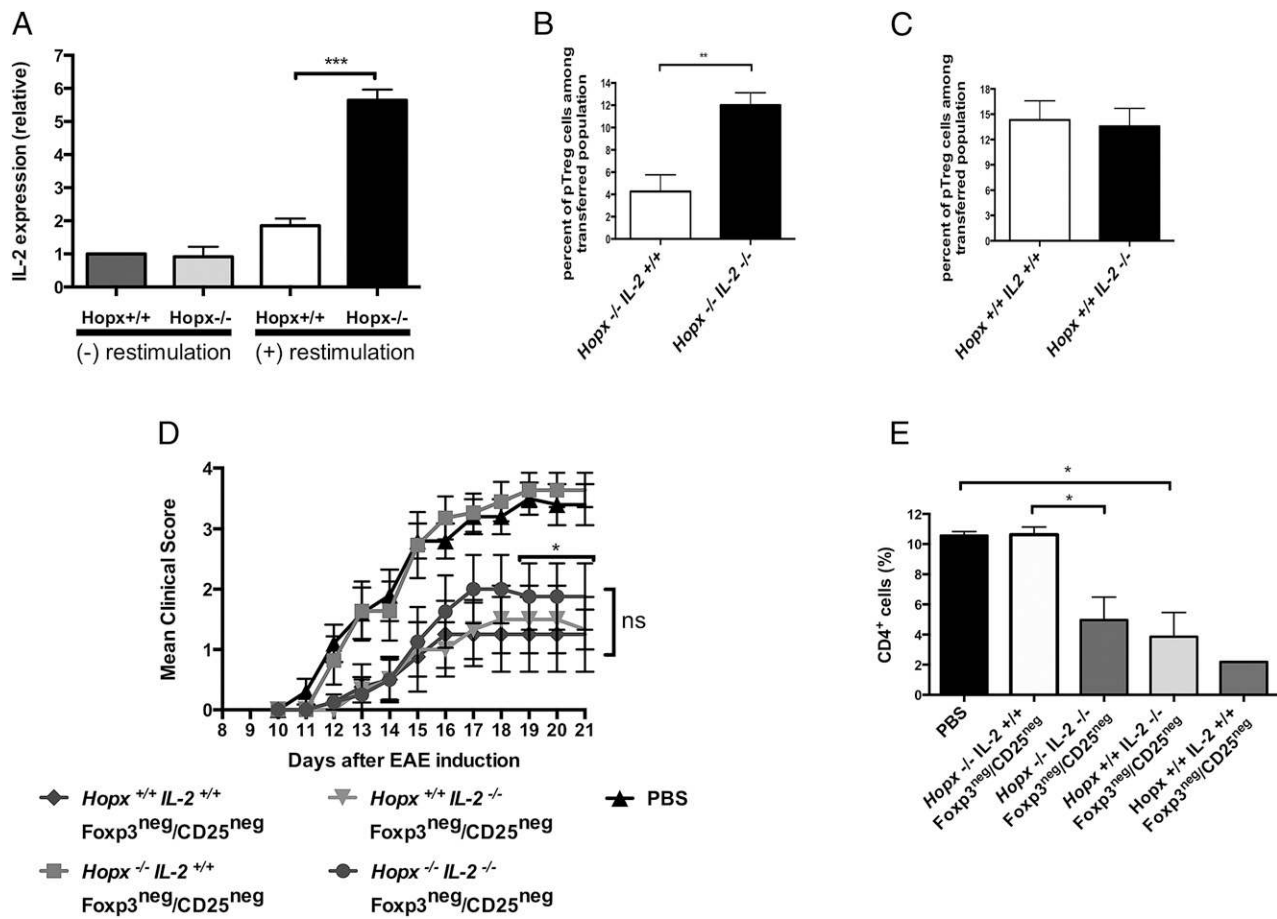 A
IL-2 expression (relative)
7
6
5
4
3
2
1
0
***
Hopx+/+ Hopx-/- Hopx+/+ Hopx-/-
(-) restimulation (+) restimulation
B
percent of pTreg cells among
transferred population
14
12
10
8
6
4
2
0
**
Hopx -/- IL-2 +/+
Hopx -/- IL-2 -/-
C
percent of pTreg cells among
transferred population
18
15
12
9
6
3
0
Hopx +/+ IL2 +/+
Hopx +/+ IL-2 -/-
D
Mean Clinical Score
4
3
2
1
0
*
ns
8 9 10 11 12 13 14 15 16 17 18 19 20 21
Days after EAE induction
Hopx +/+ IL-2 +/+
Foxp3neg/CD25neg
Hopx +/+ IL-2 -/-
Foxp3neg/CD25neg
PBS
Hopx -/- IL-2 +/+
Foxp3neg/CD25neg
Hopx -/- IL-2 -/-
Foxp3neg/CD25neg
E
CD4+ cells (%)
12
10
8
6
4
2
0
*
*
PBS
Hopx -/- IL-2 +/+
Foxp3neg/CD25neg
Hopx -/- IL-2 -/-
Foxp3neg/CD25neg
Hopx +/+ IL-2 -/-
Foxp3neg/CD25neg
Hopx +/+ IL-2 +/+
Foxp3neg/CD25neg